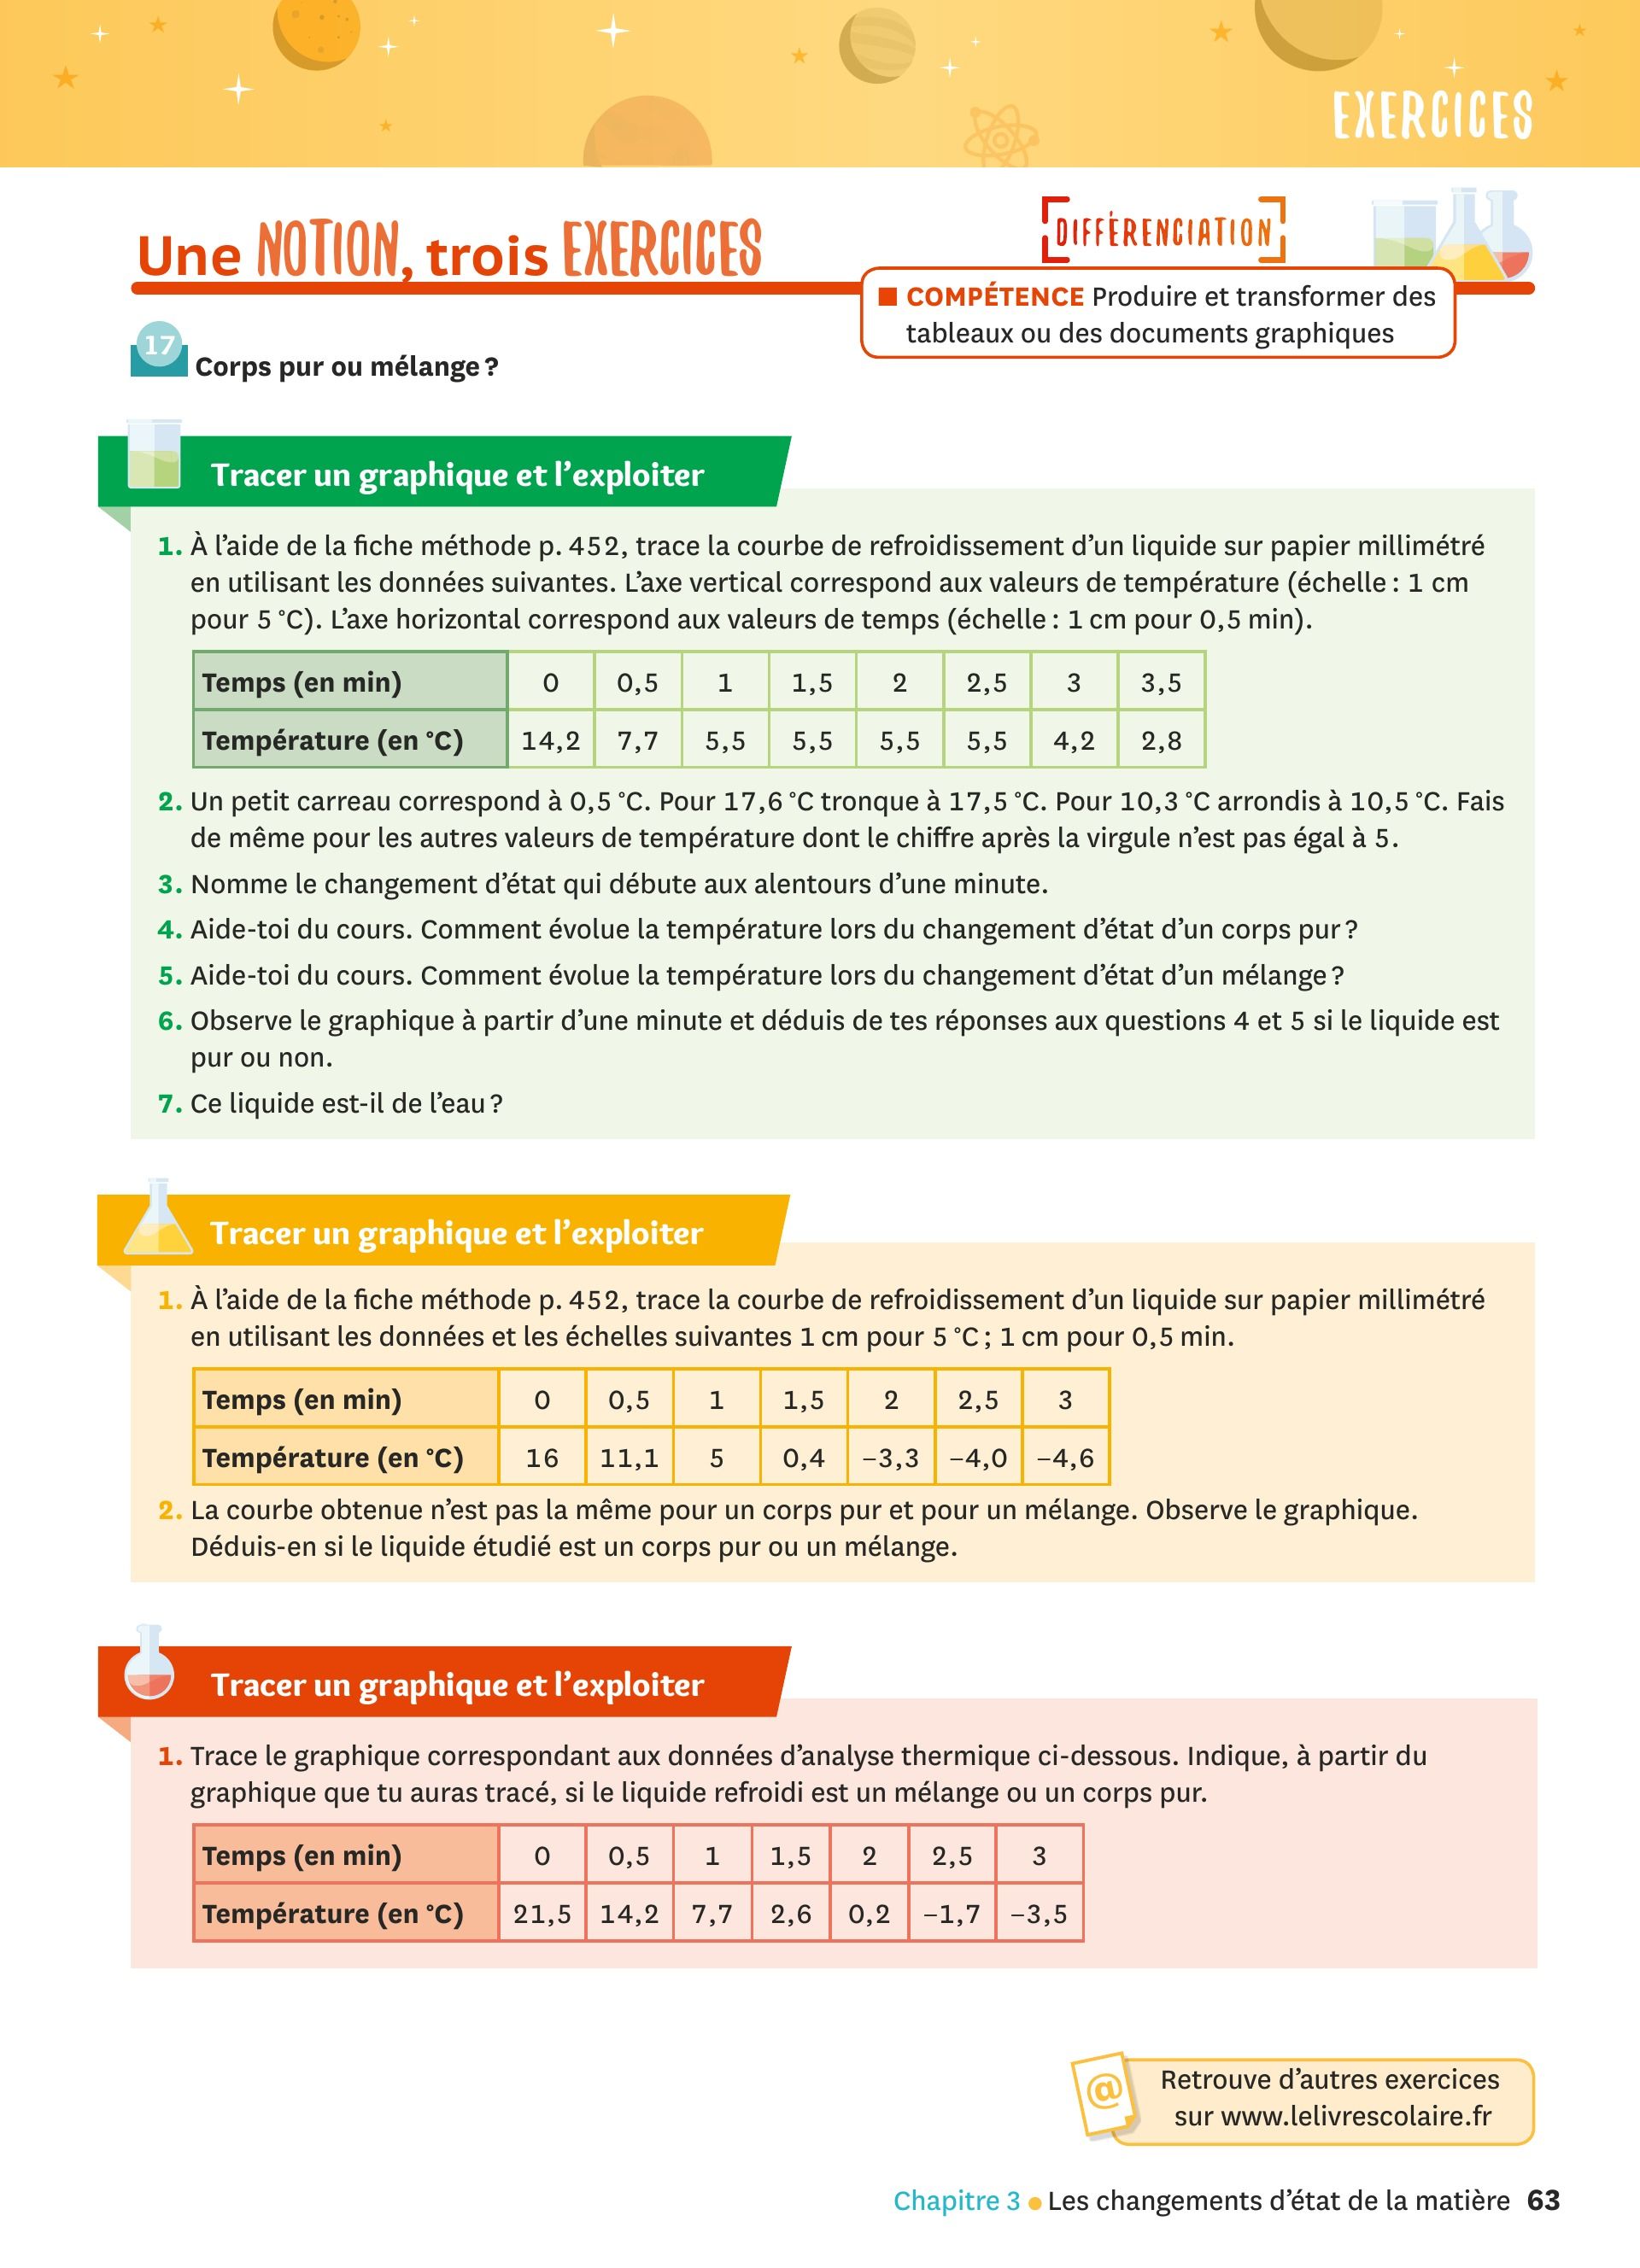 EXERCICES
Une NOTION, trois EXERCICES
DIFFÉRENCIATION
COMPÉTENCE Produire et transformer des
tableaux ou des documents graphiques
17
Corps pur ou mélange ?
Tracer un graphique et l’exploiter
1. À l’aide de la fiche méthode p. 452, trace la courbe de refroidissement d’un liquide sur papier millimétré
en utilisant les données suivantes. L’axe vertical correspond aux valeurs de température (échelle : 1 cm
pour 5 °C). L’axe horizontal correspond aux valeurs de temps (échelle : 1 cm pour 0,5 min).
Temps (en min) 0 0,5 1 1,5 2 2,5 3 3,5
Température (en °C) 14,2 7,7 5,5 5,5 5,5 5,5 4,2 2,8
2. Un petit carreau correspond à 0,5 °C. Pour 17,6 °C tronque à 17,5 °C. Pour 10,3 °C arrondis à 10,5 °C. Fais
de même pour les autres valeurs de température dont le chiffre après la virgule n’est pas égal à 5.
3. Nomme le changement d’état qui débute aux alentours d’une minute.
4. Aide-toi du cours. Comment évolue la température lors du changement d’état d’un corps pur ?
5. Aide-toi du cours. Comment évolue la température lors du changement d’état d’un mélange ?
6. Observe le graphique à partir d’une minute et déduis de tes réponses aux questions 4 et 5 si le liquide est
pur ou non.
7. Ce liquide est-il de l’eau ?
Tracer un graphique et l’exploiter
1. À l’aide de la fiche méthode p. 452, trace la courbe de refroidissement d’un liquide sur papier millimétré
en utilisant les données et les échelles suivantes 1 cm pour 5 °C ; 1 cm pour 0,5 min.
Temps (en min) 0 0,5 1 1,5 2 2,5 3
Température (en °C) 16 11,1 5 0,4 –3,3 –4,0 –4,6
2. La courbe obtenue n’est pas la même pour un corps pur et pour un mélange. Observe le graphique.
Déduis-en si le liquide étudié est un corps pur ou un mélange.
Tracer un graphique et l’exploiter
1. Trace le graphique correspondant aux données d’analyse thermique ci-dessous. Indique, à partir du
graphique que tu auras tracé, si le liquide refroidi est un mélange ou un corps pur.
Temps (en min) 0 0,5 1 1,5 2 2,5 3
Température (en °C) 21,5 14,2 7,7 2,6 0,2 –1,7 –3,5
@
Retrouve d’autres exercices
sur www.lelivrescolaire.fr
Chapitre 3 • Les changements d’état de la matière 63